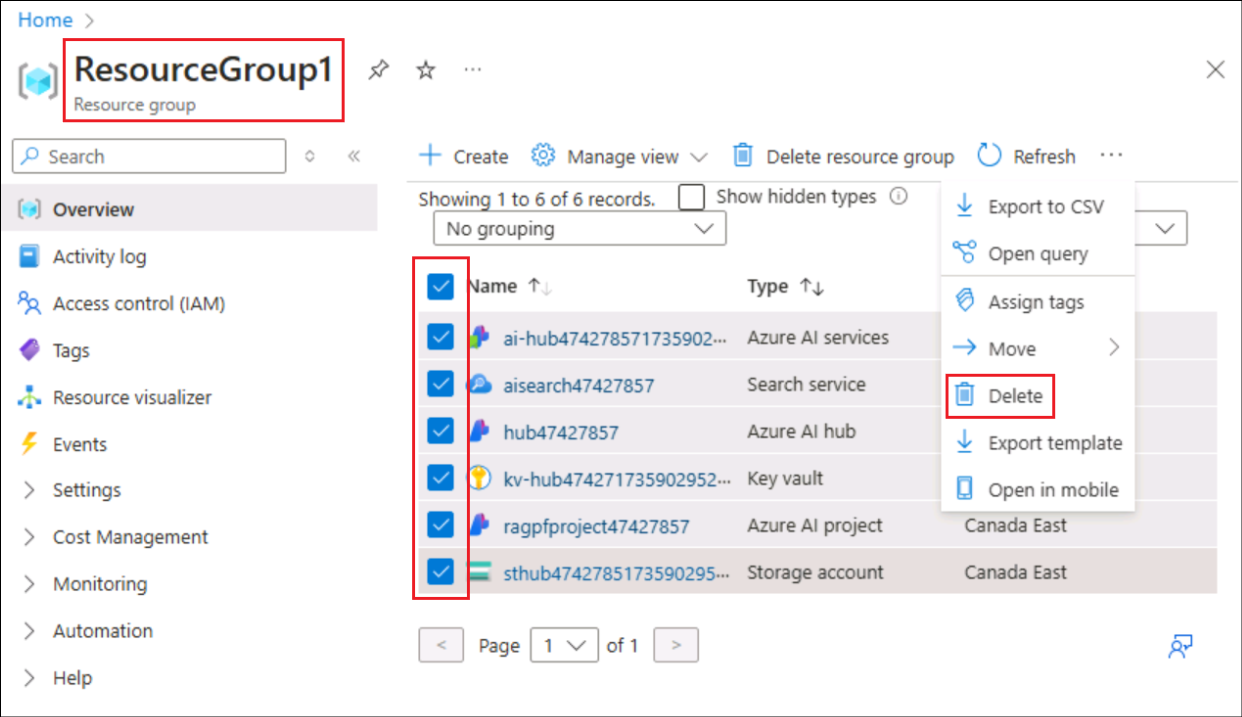 Home
ResourceGroup1
Resource group
Search
Overview
Activity log
Access control (IAM)
Tags
Resource visualizer
Events
Settings
Cost Management
Monitoring
Automation
Help
Create Manage view Delete resource group Refresh
Showing 1 to 6 of 6 records. Show hidden types
No grouping
Name Type
ai-hub474278571735902... Azure AI services
aisearch47427857 Search service
hub47427857 Azure AI hub
kv-hub474271735902952... Key vault
ragpfproject47427857 Azure AI project Canada East
sthub4742785173590295... Storage account Canada East
Export to CSV
Open query
Assign tags
Move
Delete
Export template
Open in mobile
< Page 1 of 1 >